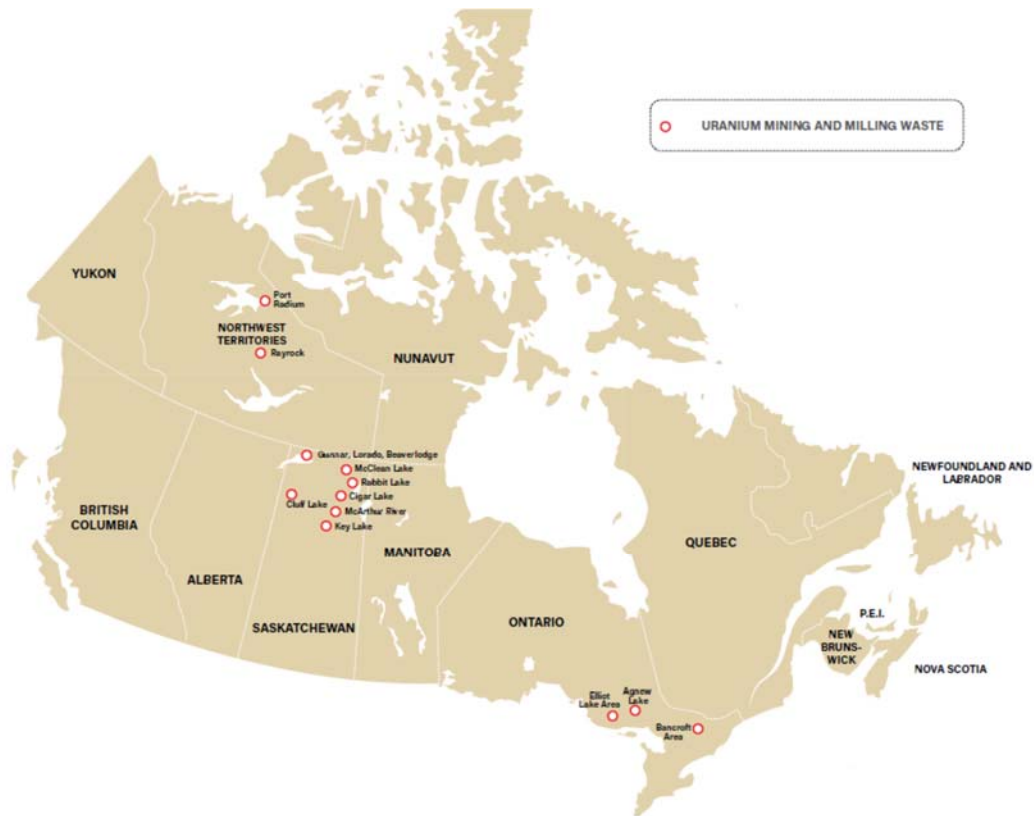 URANIUM MINING AND MILLING WASTE
YUKON
Port
Radium
NORTHWEST
TERRITORIES
Rayrock
NUNAVUT
Gunnar, Lorado, Beaverlodge
McClean Lake
Rabbit Lake
Cigar Lake
Cluff Lake
McArthur River
Key Lake
NEWFOUNDLAND AND
LABRADOR
BRITISH
COLUMBIA
ALBERTA
SASKATCHEWAN
MANITOBA
ONTARIO
QUEBEC
P.E.I.
NEW
BRUNS-
WICK
NOVA SCOTIA
Elliot
Lake Area
Agnew
Lake
Bancroft
Area